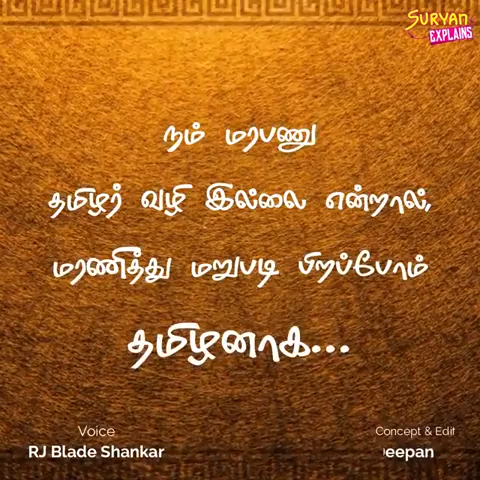 SURYAN
EXPLAINS
நம் மரபணு
தமிழர் வழி இல்லை என்றால்,
மரணித்து மறுபடி பிறப்போம்
தமிழனாக...
Voice
RJ Blade Shankar
Concept & Edit
eepan